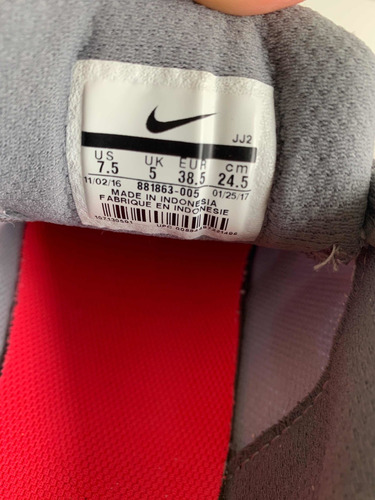 JJ2
US UK EUR cm
7.5 5 38.5 24.5
11/02/16 881863-005 01/25/17
MADE IN INDONESIA
FABRIQUE EN INDONESIE